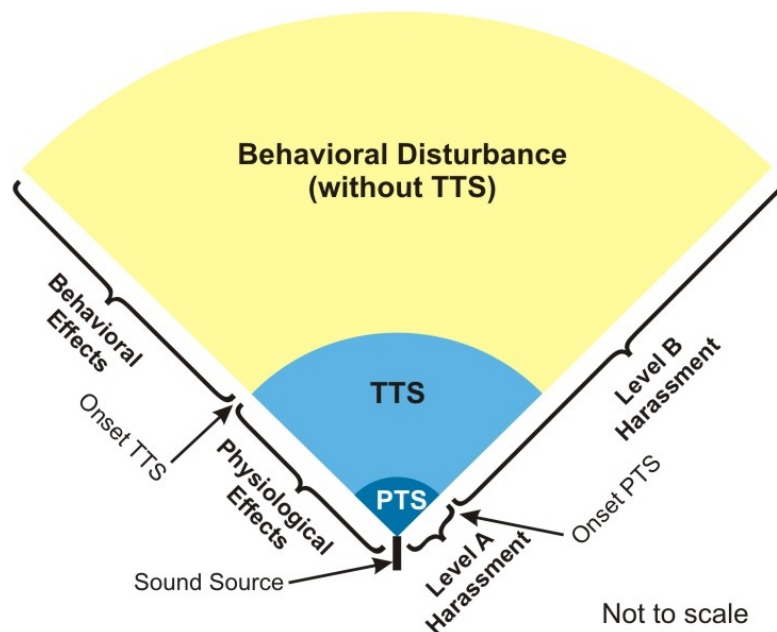 Behavioral Disturbance
(without TTS)
TTS
PTS
Behavioral
Effects
Onset TTS
Physiological
Effects
Sound Source
Level B
Harassment
Onset PTS
Level A
Harassment
Not to scale